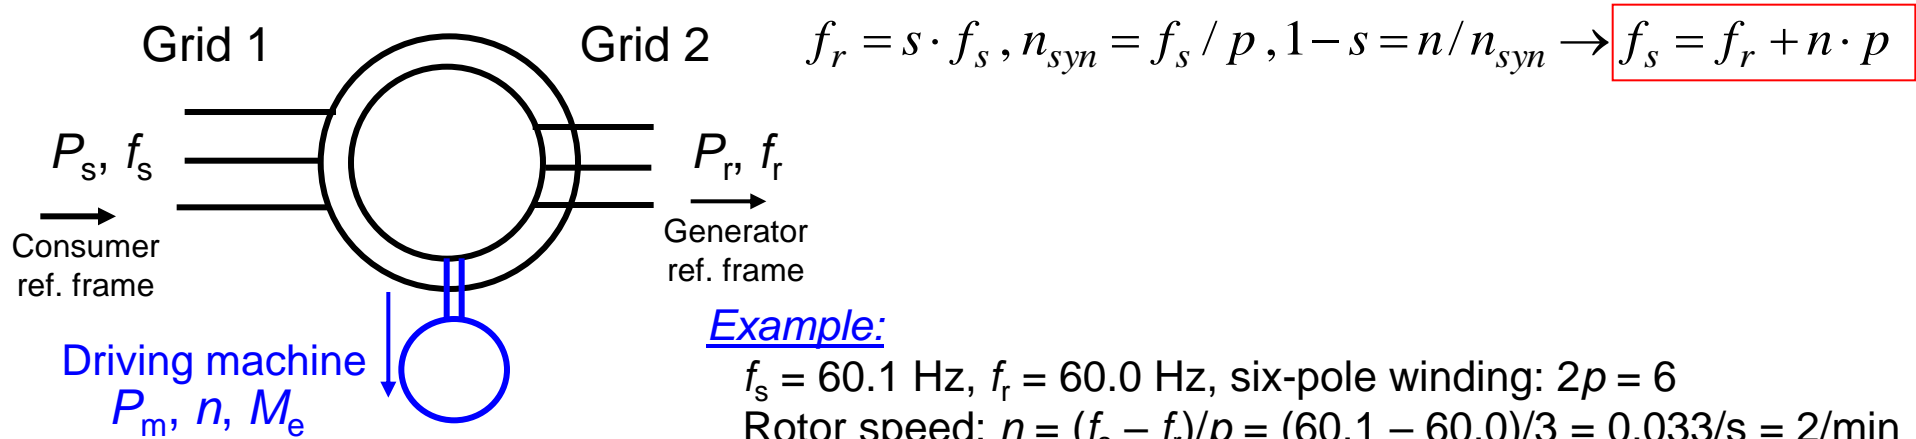 Grid 1
Grid 2
f_r = s · f_s , n_syn = f_s / p , 1 − s = n / n_syn → f_s = f_r + n · p
P_s, f_s
P_r, f_r
Consumer
ref. frame
Generator
ref. frame
Driving machine
P_m, n, M_e
Example:
f_s = 60.1 Hz, f_r = 60.0 Hz, six-pole winding: 2p = 6
Rotor speed: n = (f_s – f_r)/p = (60.1 – 60.0)/3 = 0.033/s = 2/min